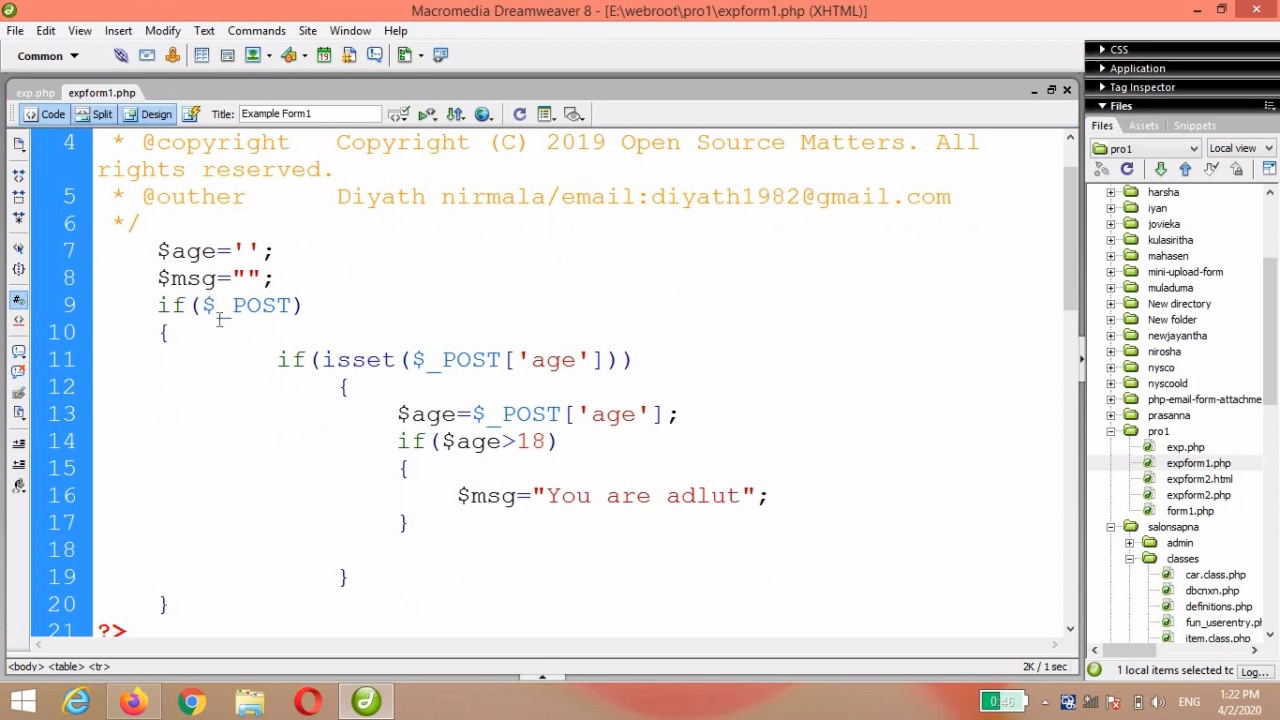 Macromedia Dreamweaver 8 - [E:\webroot\pro1\expform1.php (XHTML)]
File Edit View Insert Modify Text Commands Site Window Help
Common
exp.php expform1.php
Code Split Design Title: Example Form1
4 * @copyright Copyright (C) 2019 Open Source Matters. All
rights reserved.
5 * @outher Diyath nirmala/email:diyath1982@gmail.com
6 */
7 $age='';
8 $msg="";
9 if($_POST)
10 {
11 if(isset($_POST['age']))
12 {
13 $age=$_POST['age'];
14 if($age>18)
15 {
16 $msg="You are adlut";
17 }
18
19 }
20 }
21 ?>
<body> <table> <tr>
2K / 1 sec
CSS
Application
Tag Inspector
Files
Files Assets Snippets
pro1 Local view
harsha
iyan
jovieka
kulasiritha
mahasen
mini-upload-form
muladuma
New directory
New folder
newjayantha
nirosha
nysco
nyscoold
php-email-form-attachme
prasanna
pro1
exp.php
expform1.php
expform2.html
expform2.php
form1.php
salonsapna
admin
classes
car.class.php
dbcnxn.php
definitions.php
fun_userentry.ph
item.class.php
1 local items selected to Log...
0:46
ENG
1:22 PM
4/2/2020